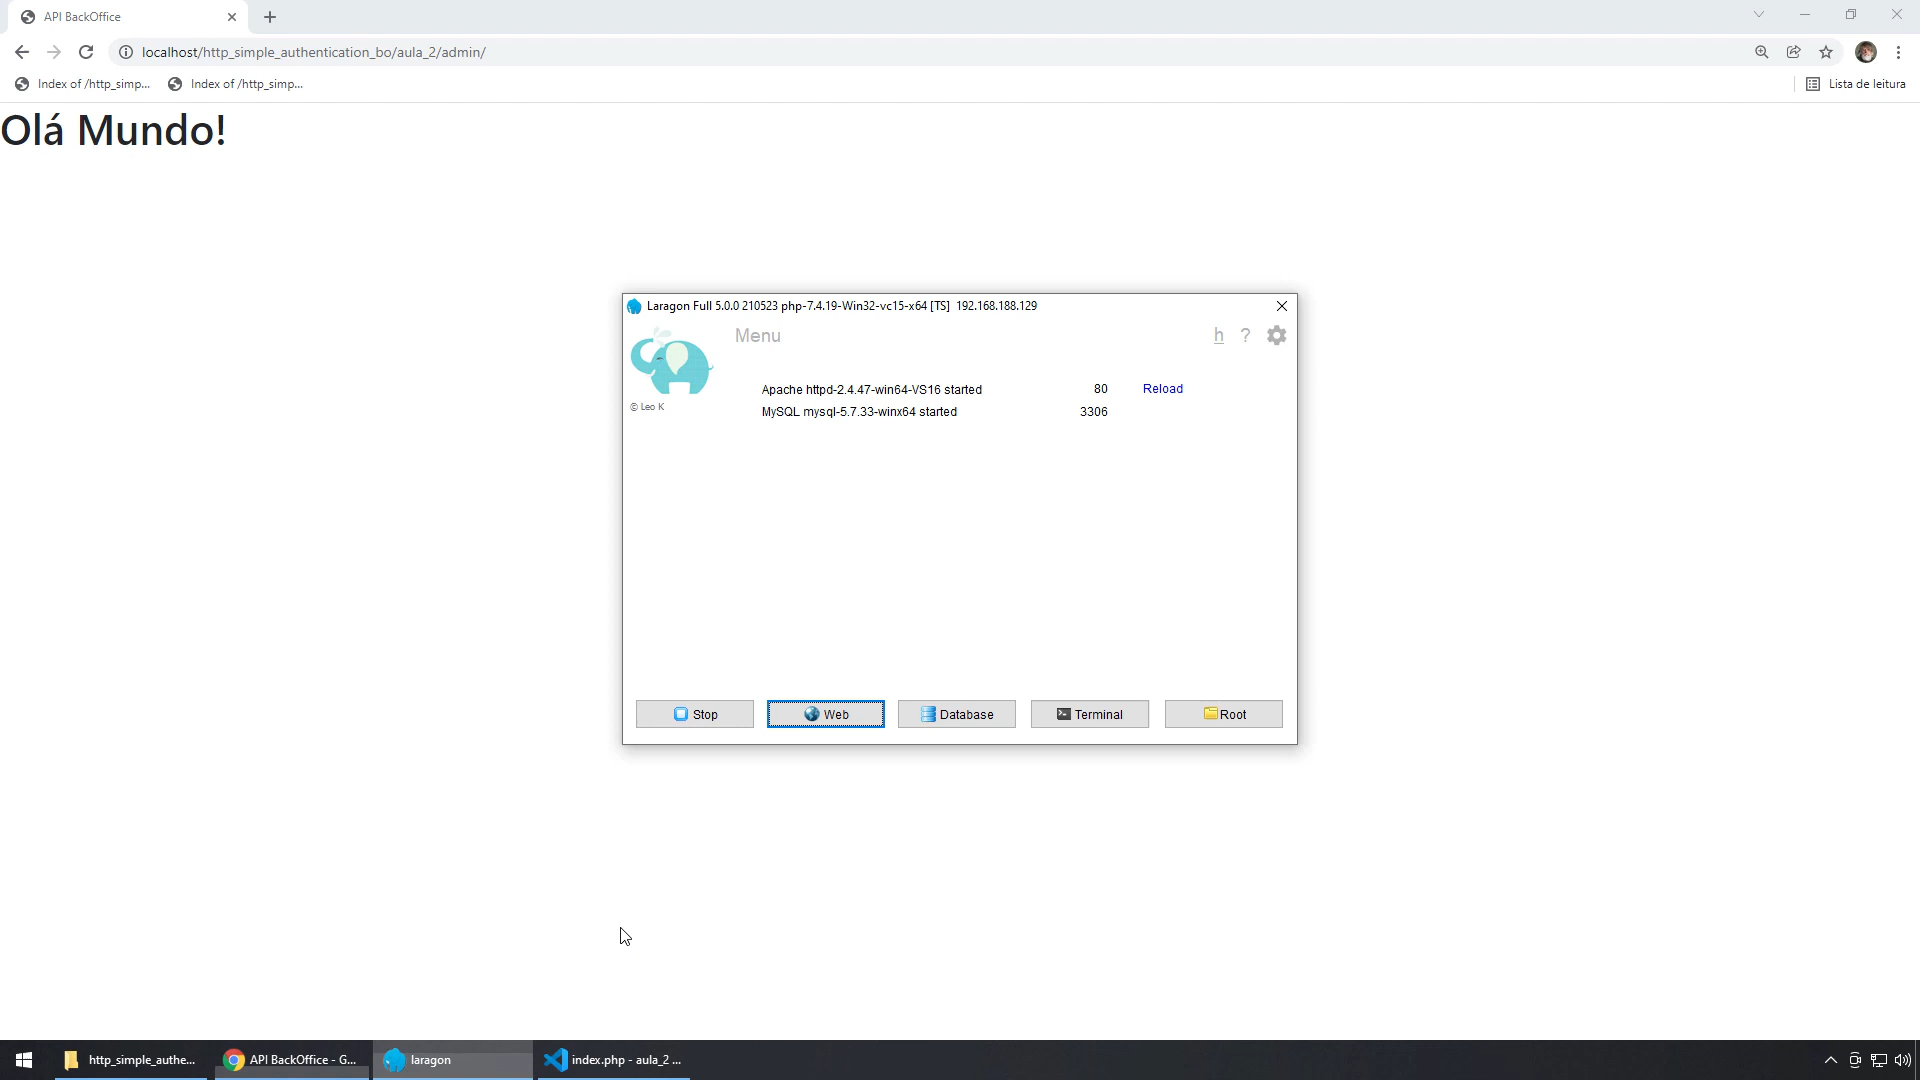 API BackOffice
localhost/http_simple_authentication_bo/aula_2/admin/
Index of /http_simp... Index of /http_simp... Lista de leitura
Olá Mundo!
Laragon Full 5.0.0 210523 php-7.4.19-Win32-vc15-x64 [TS] 192.168.188.129
Menu h ?
Apache httpd-2.4.47-win64-VS16 started 80 Reload
© Leo K
MySQL mysql-5.7.33-winx64 started 3306
Stop Web Database Terminal Root
http_simple_authe... API BackOffice - G... laragon index.php - aula_2 ...